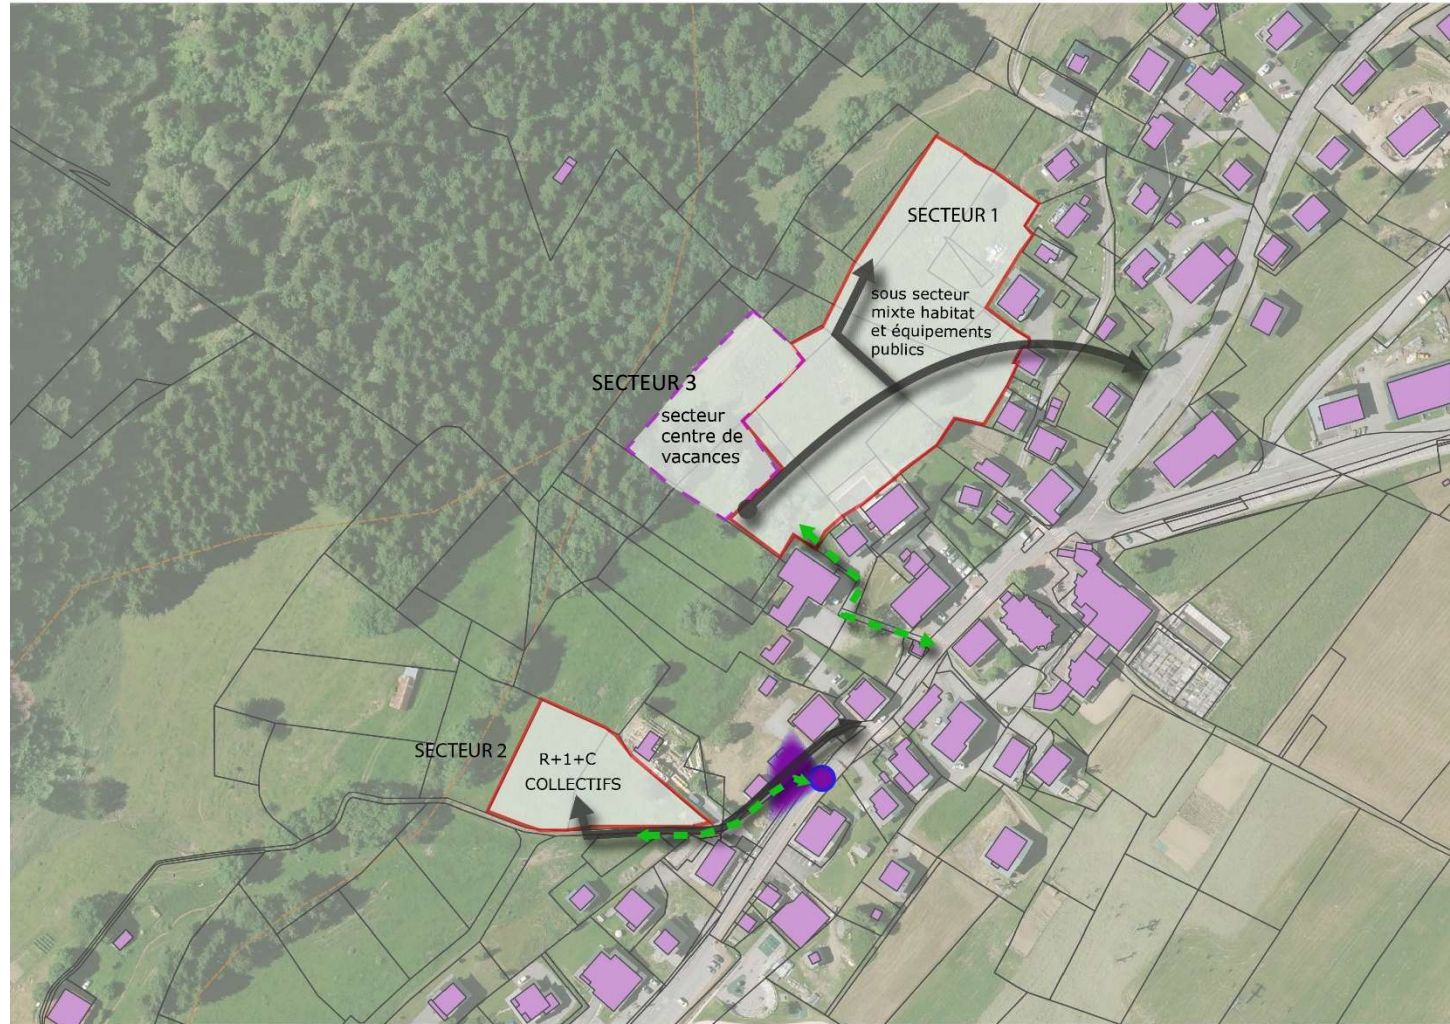 SECTEUR 1
sous secteur
mixte habitat
et équipements
publics
SECTEUR 3
secteur
centre de
vacances
SECTEUR 2
R+1+C
COLLECTIFS